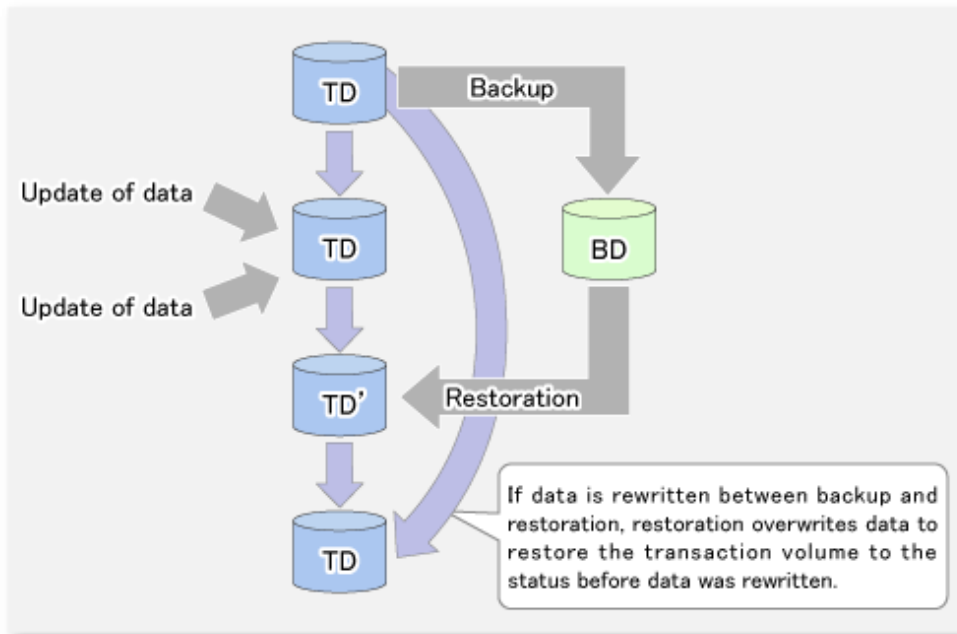 TD
Backup
Update of data
TD
BD
Update of data
TD'
Restoration
If data is rewritten between backup and
restoration, restoration overwrites data to
restore the transaction volume to the
status before data was rewritten.
TD